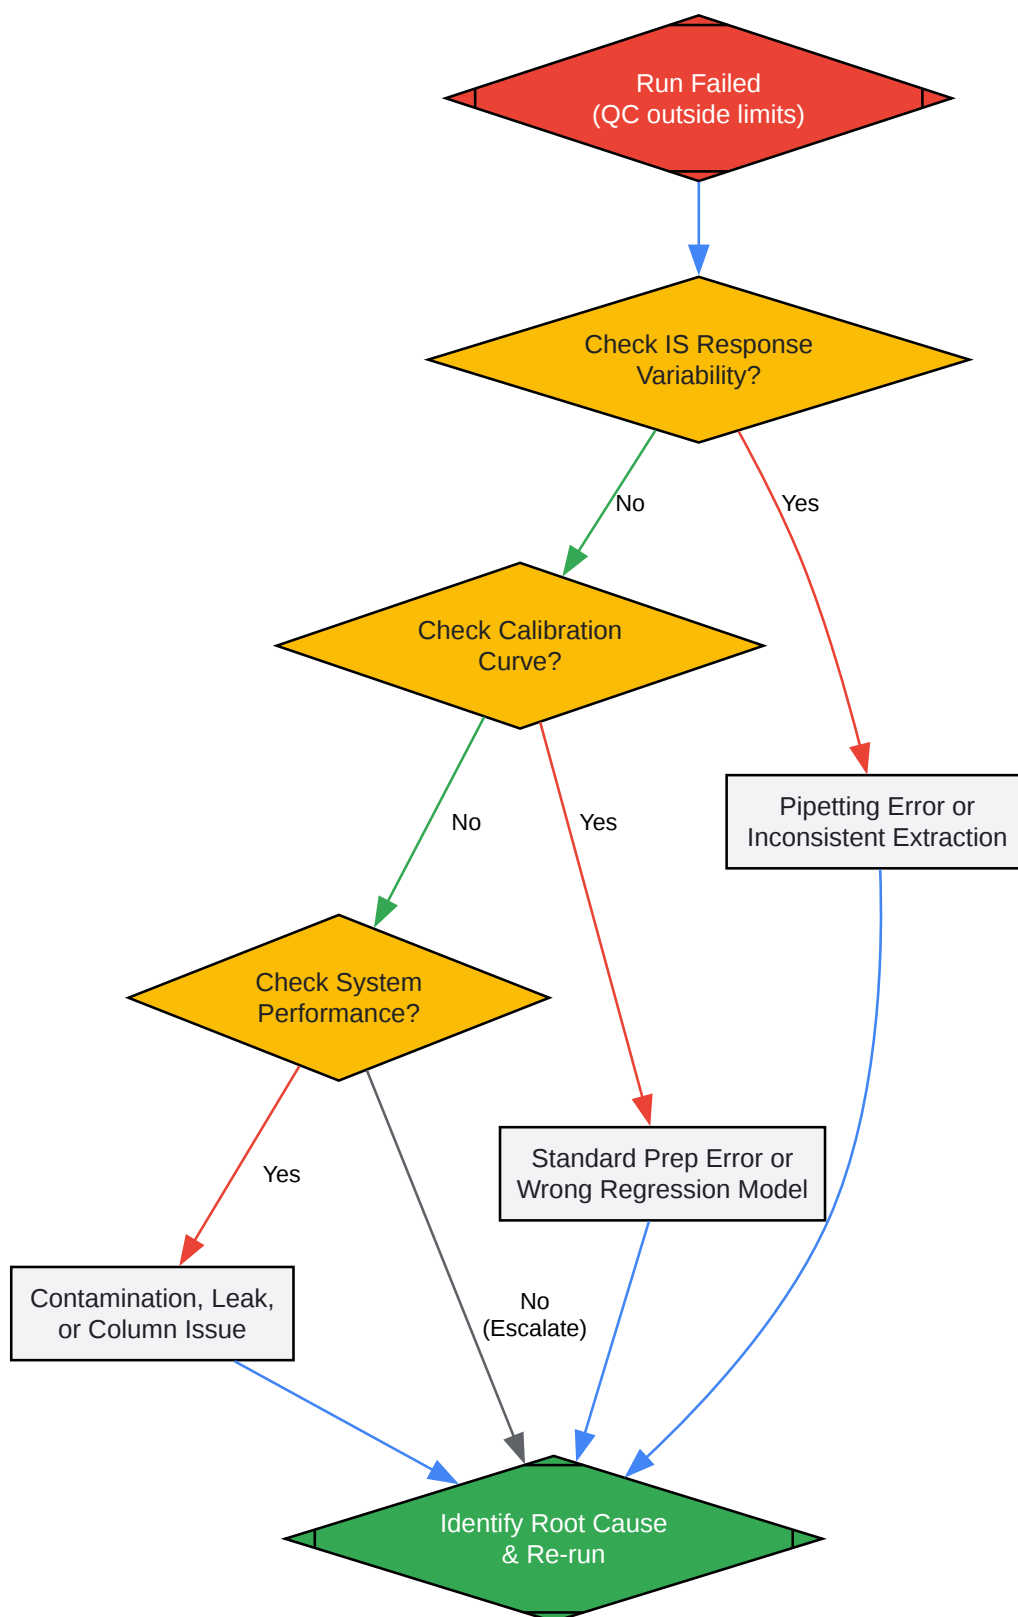 Run Failed
(QC outside limits)
Check IS Response
Variability?
No
Yes
Check Calibration
Curve?
Pipetting Error or
Inconsistent Extraction
No
Yes
Check System
Performance?
Standard Prep Error or
Wrong Regression Model
Yes
Contamination, Leak,
or Column Issue
No
(Escalate)
Identify Root Cause
& Re-run